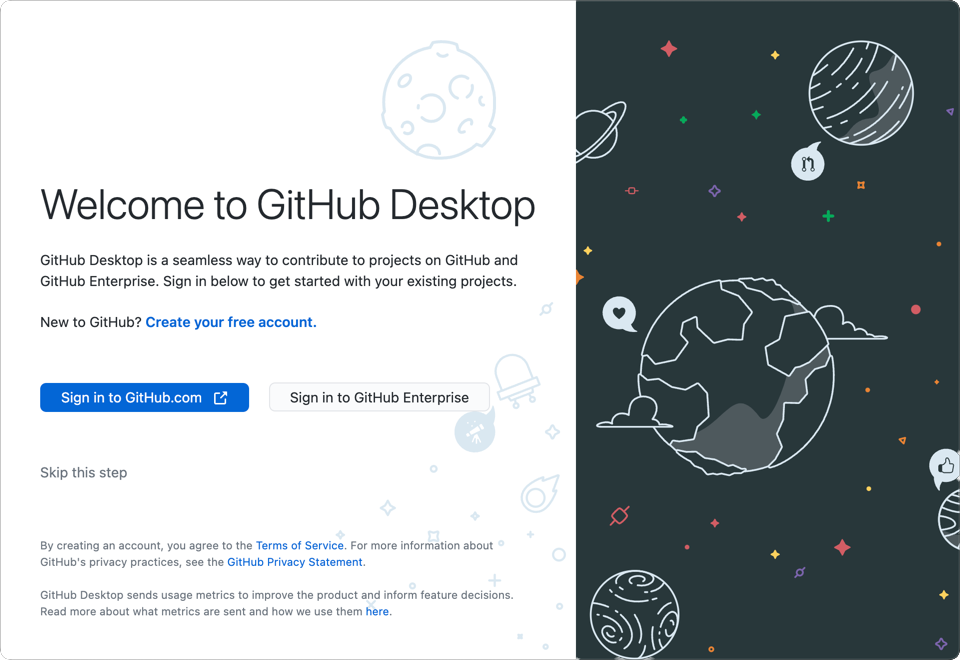 Welcome to GitHub Desktop
GitHub Desktop is a seamless way to contribute to projects on GitHub and
GitHub Enterprise. Sign in below to get started with your existing projects.
New to GitHub? Create your free account.
Sign in to GitHub.com
Sign in to GitHub Enterprise
Skip this step
By creating an account, you agree to the Terms of Service. For more information about
GitHub's privacy practices, see the GitHub Privacy Statement.
GitHub Desktop sends usage metrics to improve the product and inform feature decisions.
Read more about what metrics are sent and how we use them here.